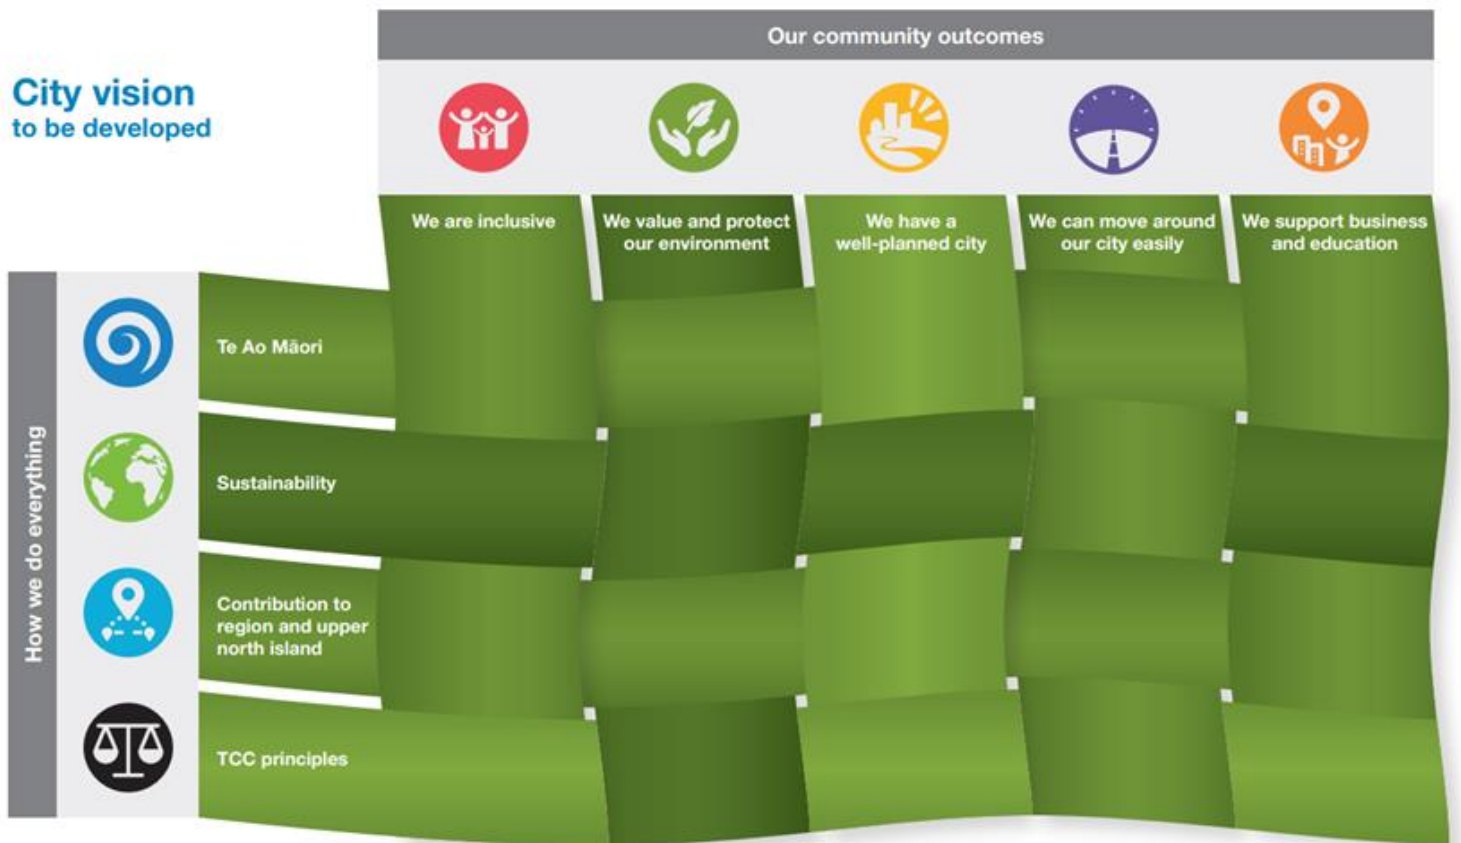 Our community outcomes
City vision
to be developed
We are inclusive
We value and protect
our environment
We have a
well-planned city
We can move around
our city easily
We support business
and education
How we do everything
Te Ao Māori
Sustainability
Contribution to
region and upper
north island
TCC principles